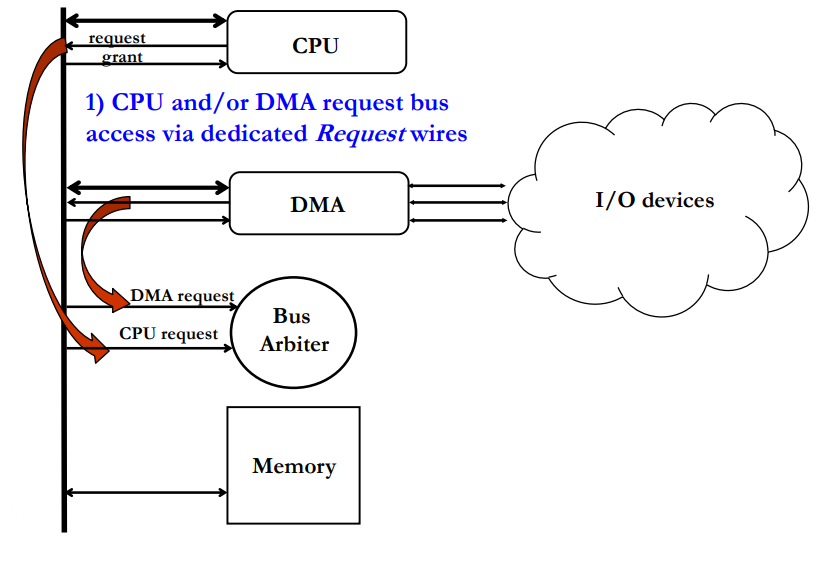 request
CPU
grant
1) CPU and/or DMA request bus
access via dedicated Request wires
DMA
I/O devices
DMA request
Bus
CPU request
Arbiter
Memory